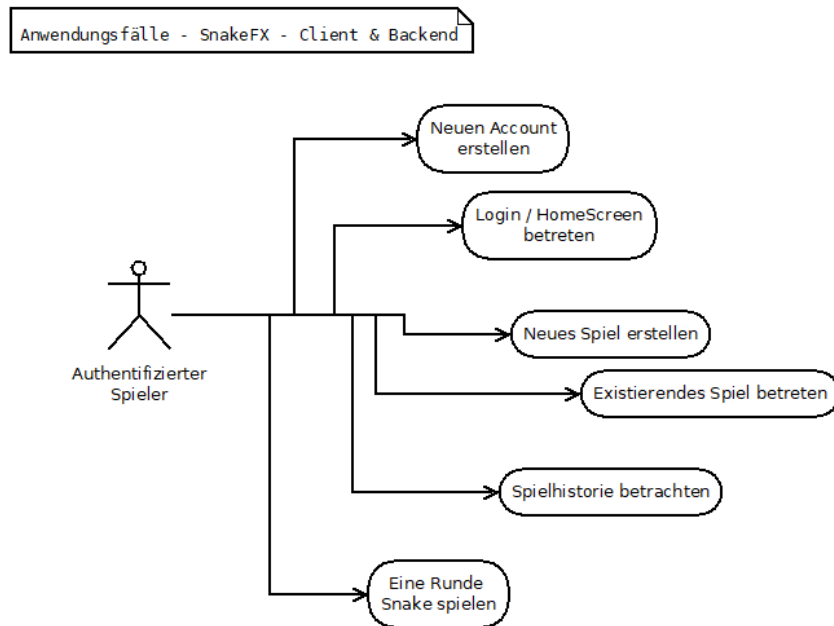 Anwendungsfälle - SnakeFX - Client & Backend
Neuen Account
erstellen
Login / HomeScreen
betreten
Authentifizierter
Spieler
Neues Spiel erstellen
Existierendes Spiel betreten
Spielhistorie betrachten
Eine Runde
Snake spielen